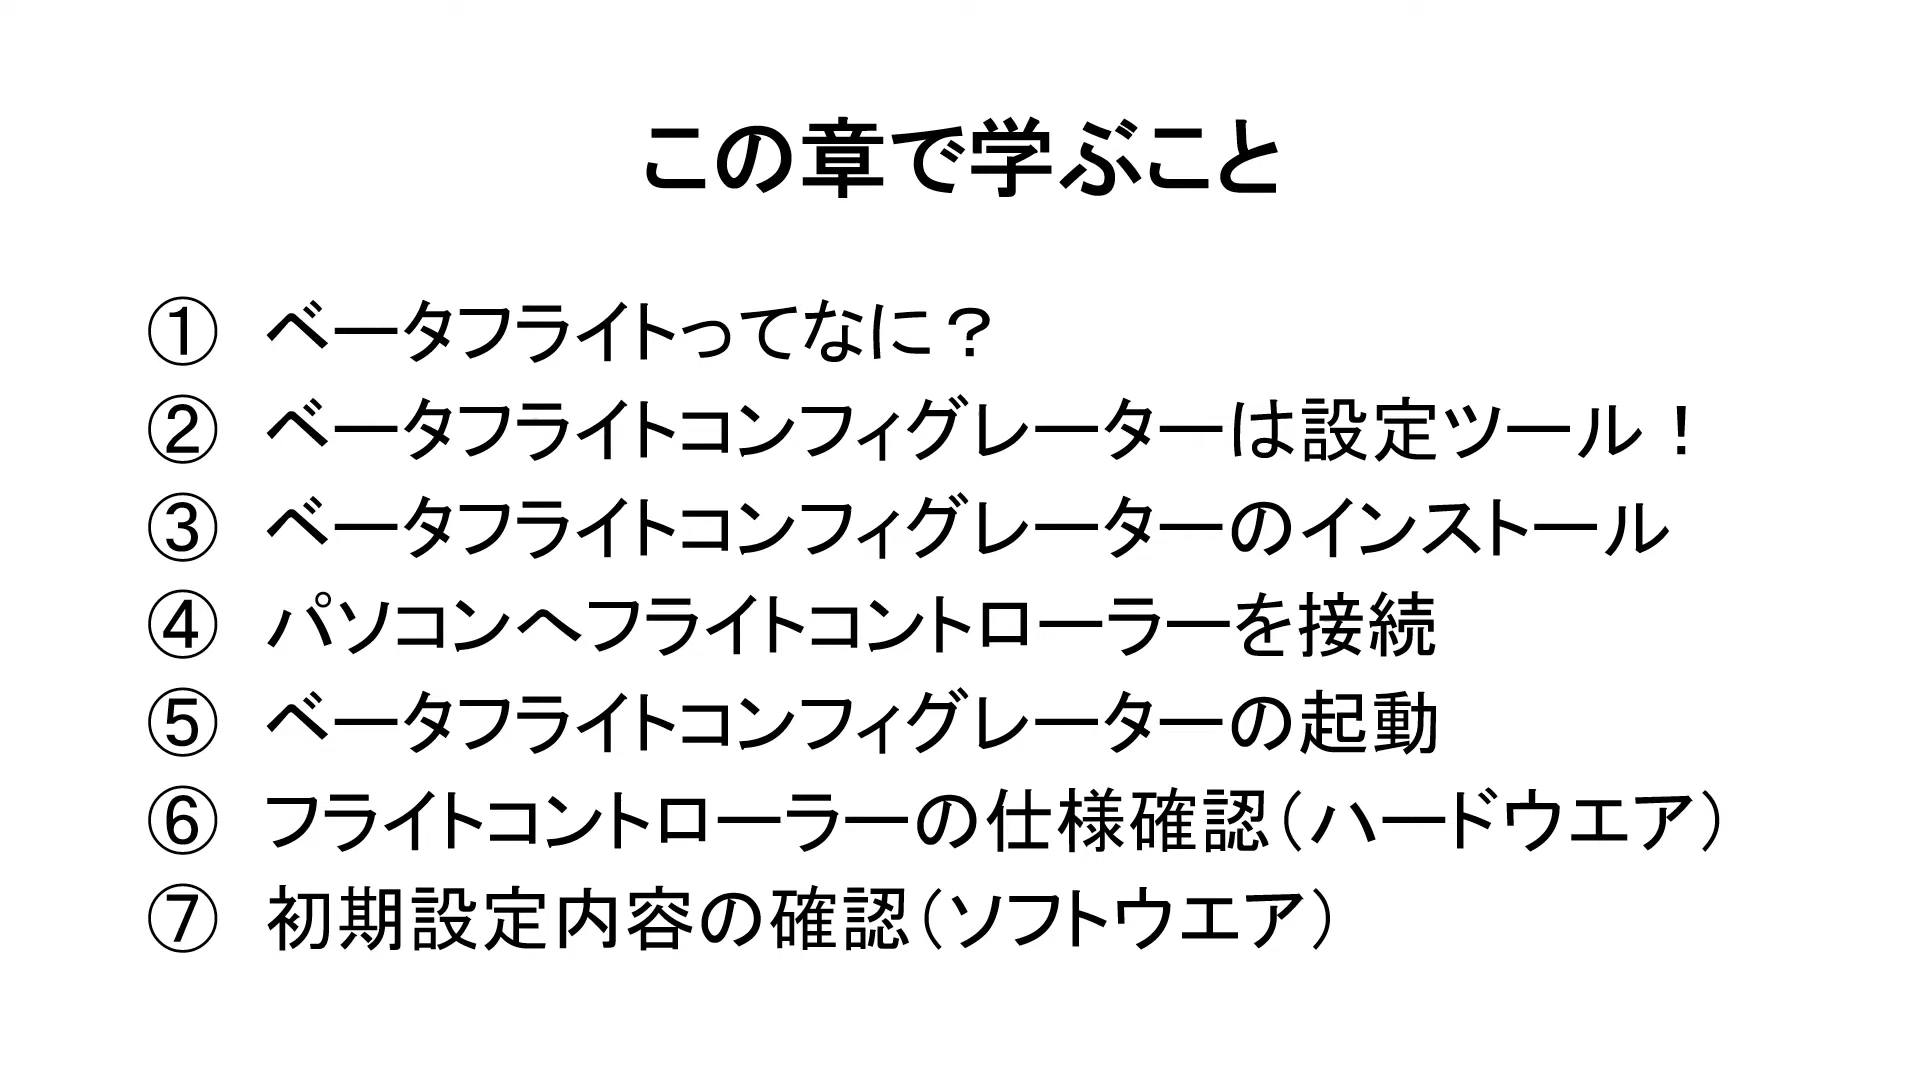 この章で学ぶこと
① ベータフライトってなに？
② ベータフライトコンフィグレーターは設定ツール！
③ ベータフライトコンフィグレーターのインストール
④ パソコンへフライトコントローラーを接続
⑤ ベータフライトコンフィグレーターの起動
⑥ フライトコントローラーの仕様確認（ハードウエア）
⑦ 初期設定内容の確認（ソフトウエア）